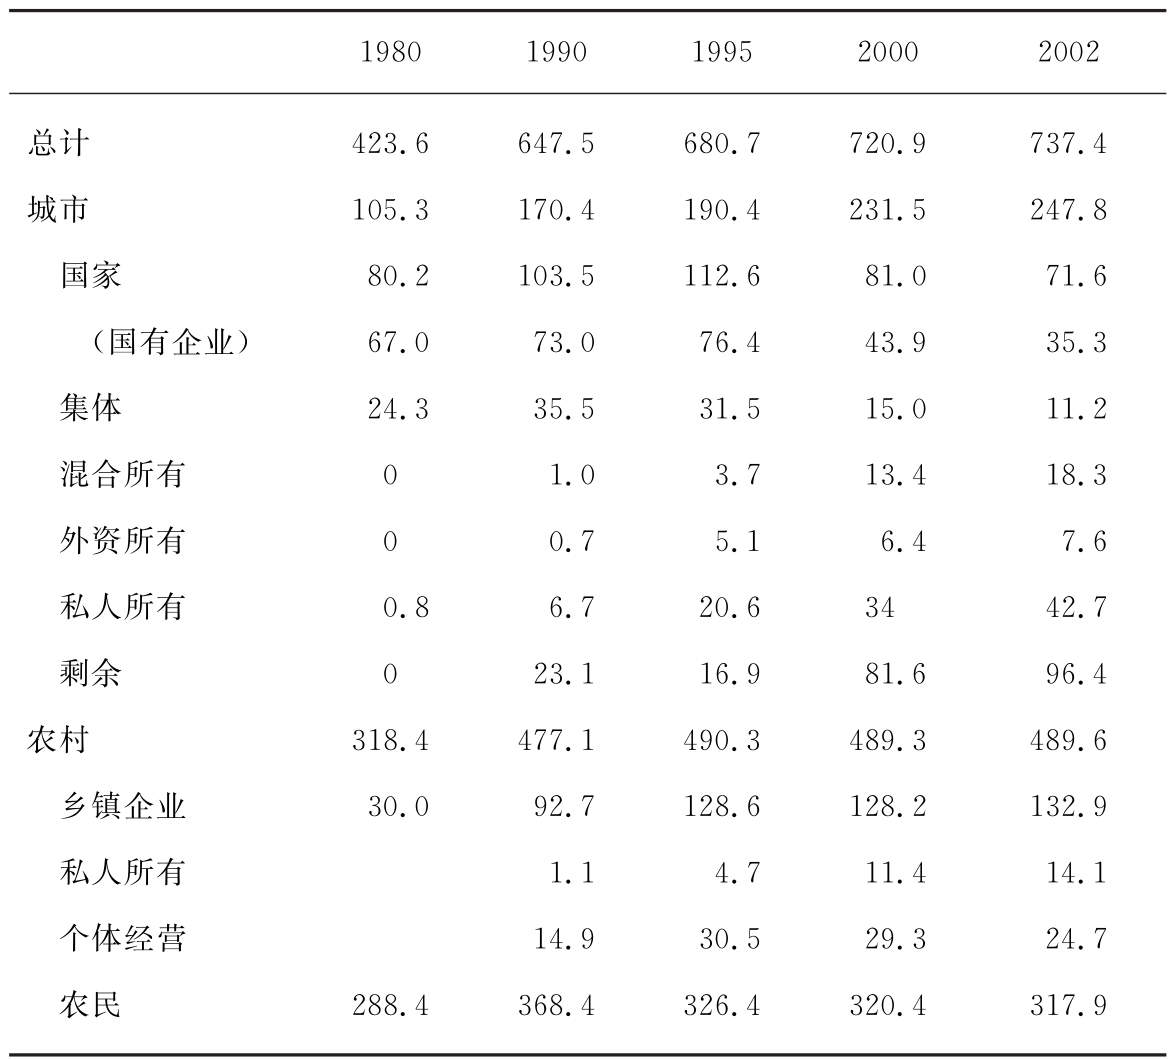 1980 1990 1995 2000 2002
总计 423.6 647.5 680.7 720.9 737.4
城市 105.3 170.4 190.4 231.5 247.8
国家 80.2 103.5 112.6 81.0 71.6
（国有企业） 67.0 73.0 76.4 43.9 35.3
集体 24.3 35.5 31.5 15.0 11.2
混合所有 0 1.0 3.7 13.4 18.3
外资所有 0 0.7 5.1 6.4 7.6
私人所有 0.8 6.7 20.6 34 42.7
剩余 0 23.1 16.9 81.6 96.4
农村 318.4 477.1 490.3 489.3 489.6
乡镇企业 30.0 92.7 128.6 128.2 132.9
私人所有 1.1 4.7 11.4 14.1
个体经营 14.9 30.5 29.3 24.7
农民 288.4 368.4 326.4 320.4 317.9